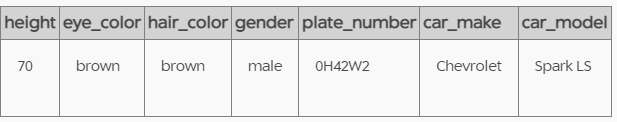 height eye_color hair_color gender plate_number car_make car_model
70 brown brown male 0H42W2 Chevrolet Spark LS